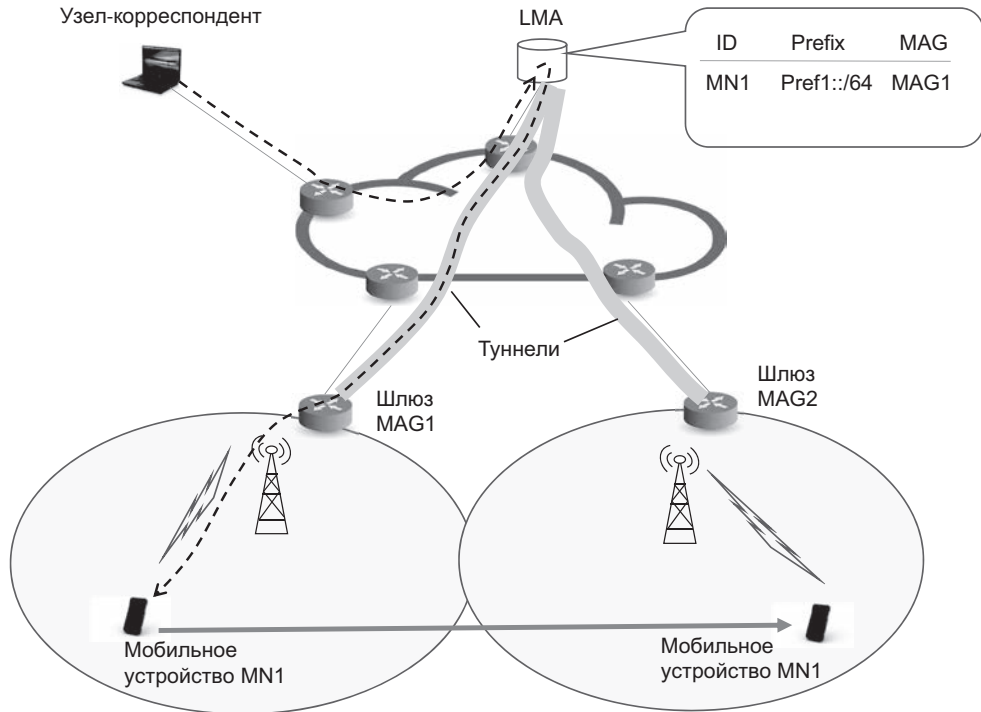 Узел-корреспондент
LMA
ID Prefix MAG
MN1 Pref1::/64 MAG1
Туннели
Шлюз
MAG1
Шлюз
MAG2
Мобильное
устройство MN1
Мобильное
устройство MN1